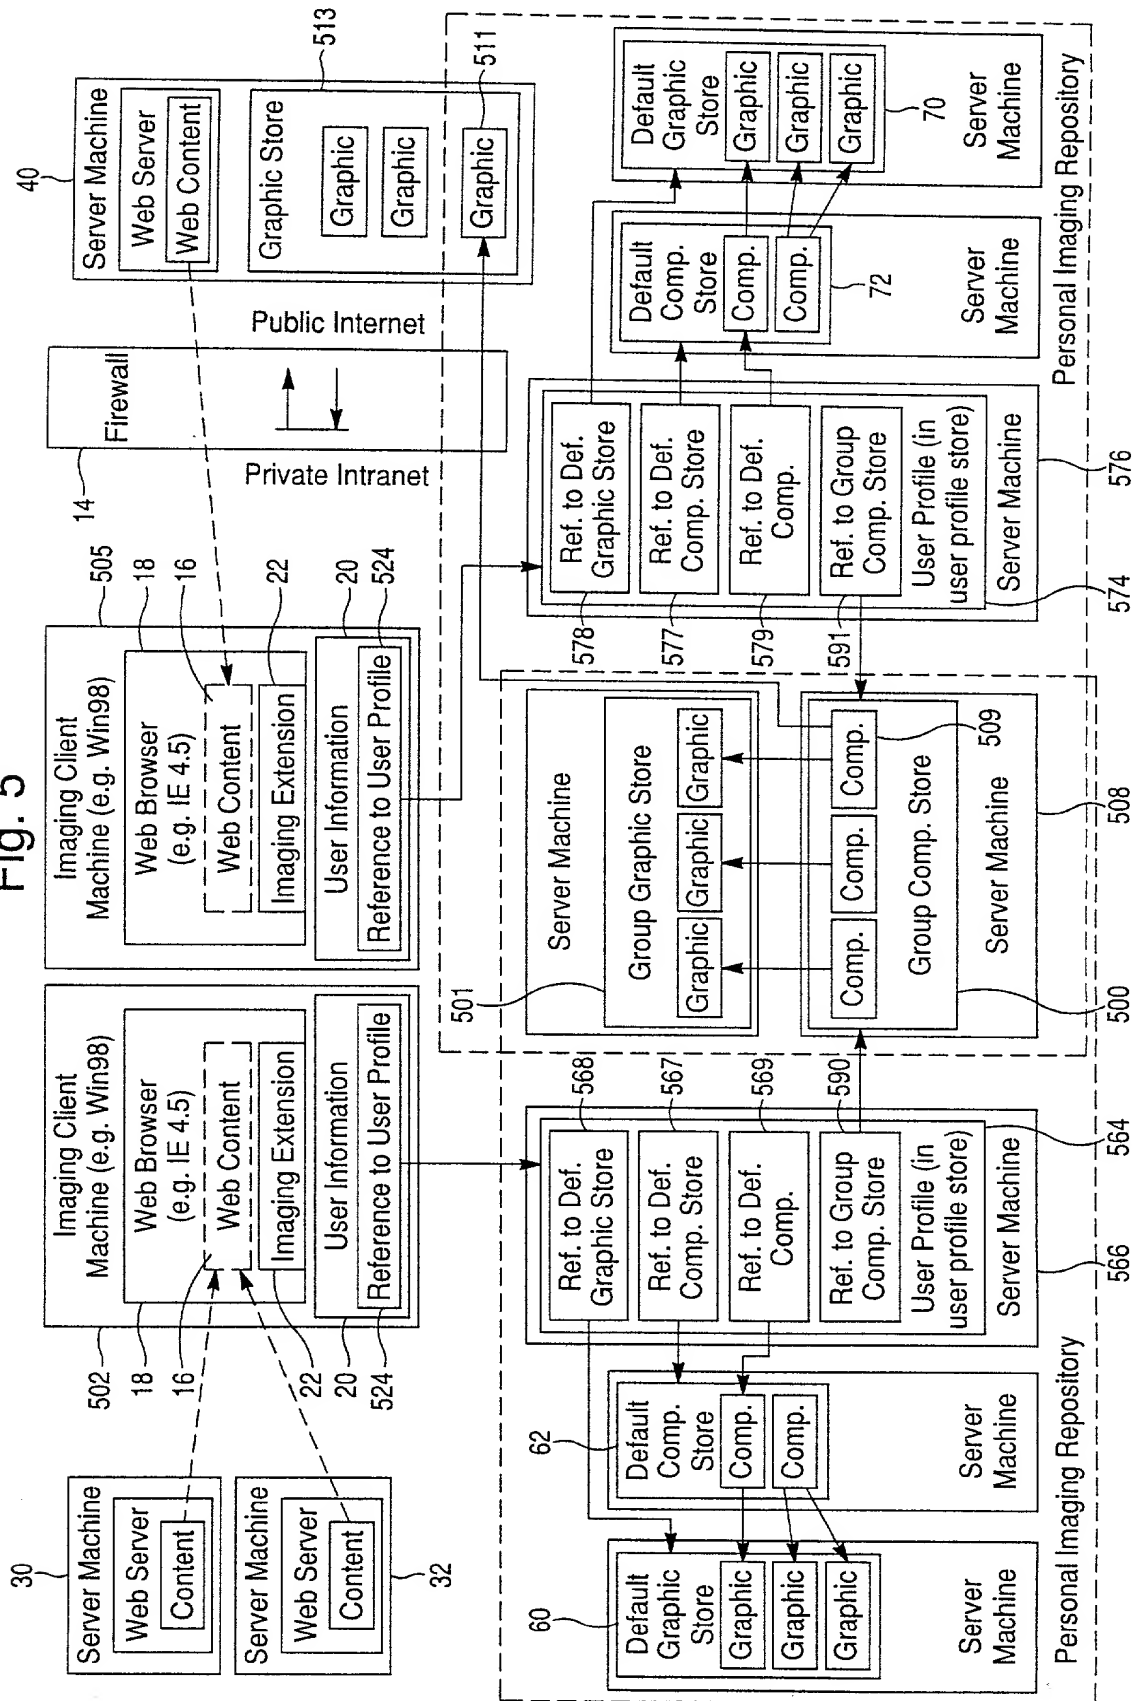 Fig. 5
30
Server Machine
Web Server
Content
Server Machine
Web Server
Content
32
502
18
16
22
20
524
Imaging Client
Machine (e.g. Win98)
Web Browser
(e.g. IE 4.5)
Web Content
Imaging Extension
User Information
Reference to User Profile
Imaging Client
Machine (e.g. Win98)
Web Browser
(e.g. IE 4.5)
Web Content
Imaging Extension
User Information
Reference to User Profile
505
18
16
22
20
524
14
Firewall
Private Intranet
Public Internet
40
Server Machine
Web Server
Web Content
Graphic Store
Graphic
Graphic
Graphic
513
511
60
Default
Graphic
Store
Graphic
Graphic
Graphic
Server
Machine
62
Default
Comp.
Store
Comp.
Comp.
Server
Machine
Personal Imaging Repository
568
567
569
590
Ref. to Def.
Graphic Store
Ref. to Def.
Comp. Store
Ref. to Def.
Comp.
Ref. to Group
Comp. Store
User Profile (in
user profile store)
Server Machine
564
566
501
Server Machine
Group Graphic Store
Graphic
Graphic
Graphic
Comp.
Comp.
Comp.
509
Group Comp. Store
Server Machine
500
508
578
577
579
591
Ref. to Def.
Graphic Store
Ref. to Def.
Comp. Store
Ref. to Def.
Comp.
Ref. to Group
Comp. Store
User Profile (in
user profile store)
Server Machine
574
576
Default
Comp.
Store
Comp.
Comp.
72
Server
Machine
Default
Graphic
Store
Graphic
Graphic
Graphic
70
Server
Machine
Personal Imaging Repository